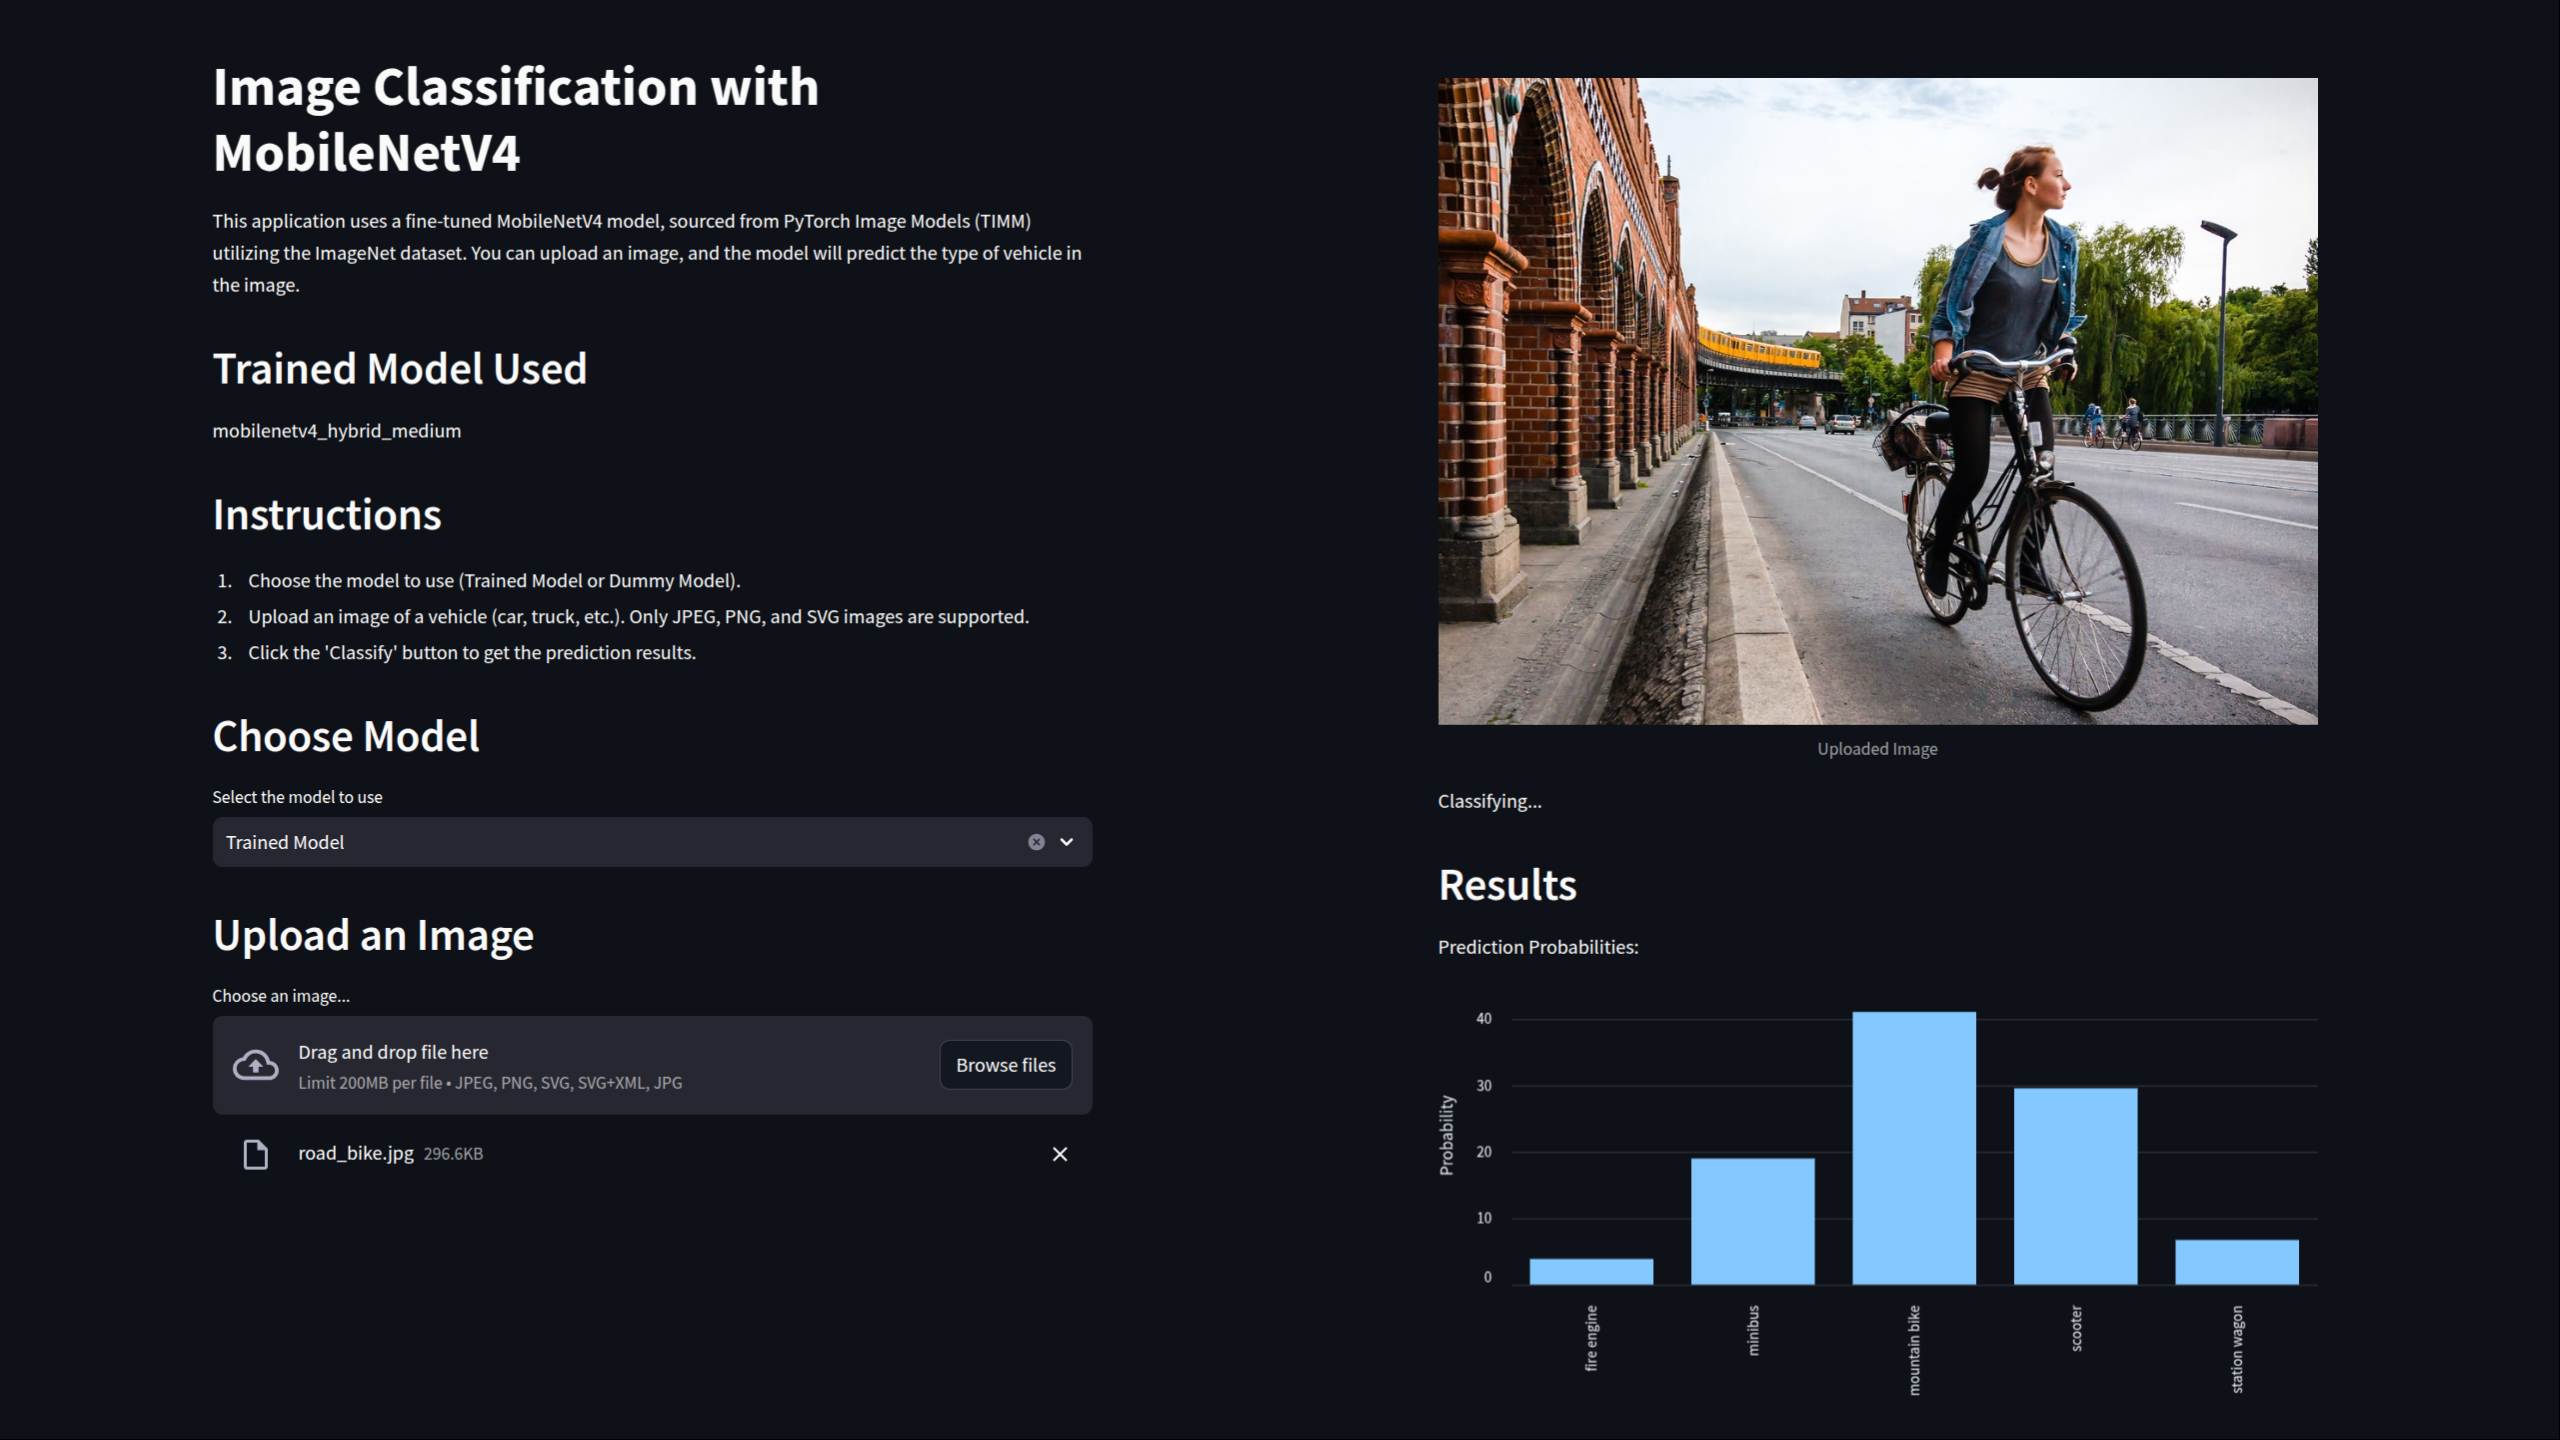 Image Classification with
MobileNetV4
This application uses a fine-tuned MobileNetV4 model, sourced from PyTorch Image Models (TIMM)
utilizing the ImageNet dataset. You can upload an image, and the model will predict the type of vehicle in
the image.
Trained Model Used
mobilenetv4_hybrid_medium
Instructions
1. Choose the model to use (Trained Model or Dummy Model).
2. Upload an image of a vehicle (car, truck, etc.). Only JPEG, PNG, and SVG images are supported.
3. Click the 'Classify' button to get the prediction results.
Choose Model
Select the model to use
Trained Model
Upload an Image
Choose an image...
Drag and drop file here
Limit 200MB per file • JPEG, PNG, SVG, SVG+XML, JPG
Browse files
road_bike.jpg 296.6KB
Uploaded Image
Classifying...
Results
Prediction Probabilities:
Probability
40
30
20
10
0
fire engine
minibus
mountain bike
scooter
station wagon